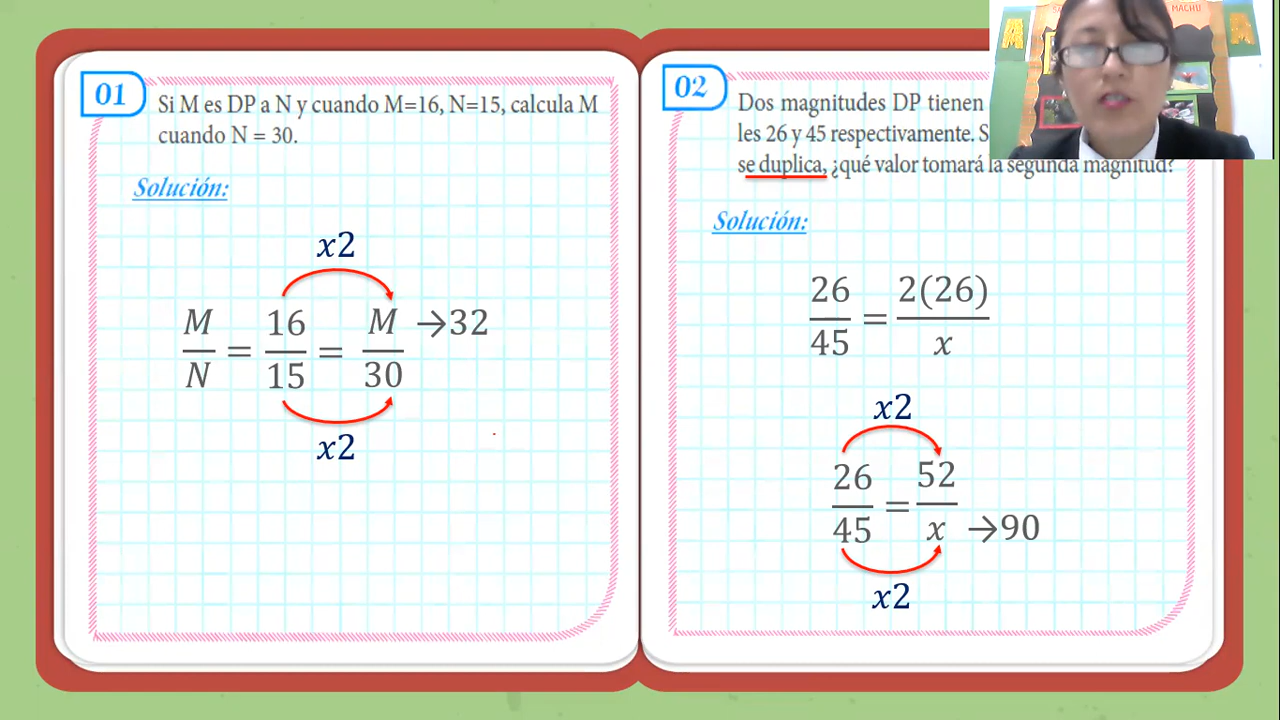 01
Si M es DP a N y cuando M=16, N=15, calcula M
cuando N = 30.
Solución:
x2
M/N = 16/15 = M/30 →32
x2
02
Dos magnitudes DP tienen
les 26 y 45 respectivamente. S
se duplica, ¿qué valor tomará la segunda magnitud?
Solución:
26/45 = 2(26)/x
x2
26/45 = 52/x →90
x2
MACHU
M
A